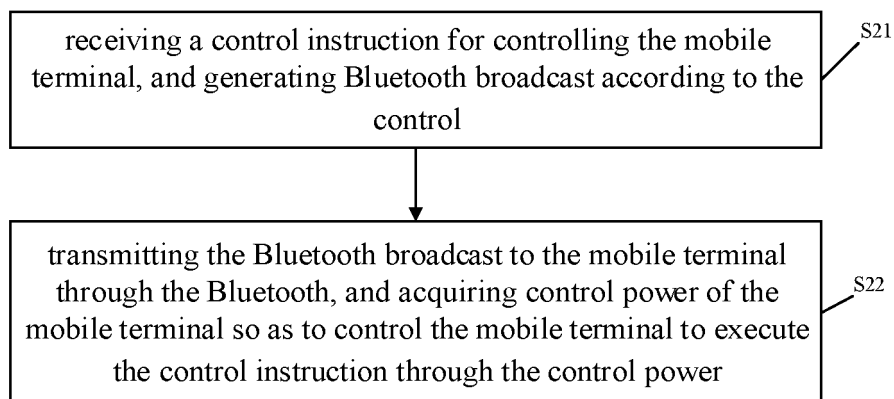 receiving a control instruction for controlling the mobile
terminal, and generating Bluetooth broadcast according to the
control
S21
transmitting the Bluetooth broadcast to the mobile terminal
through the Bluetooth, and acquiring control power of the
mobile terminal so as to control the mobile terminal to execute
the control instruction through the control power
S22